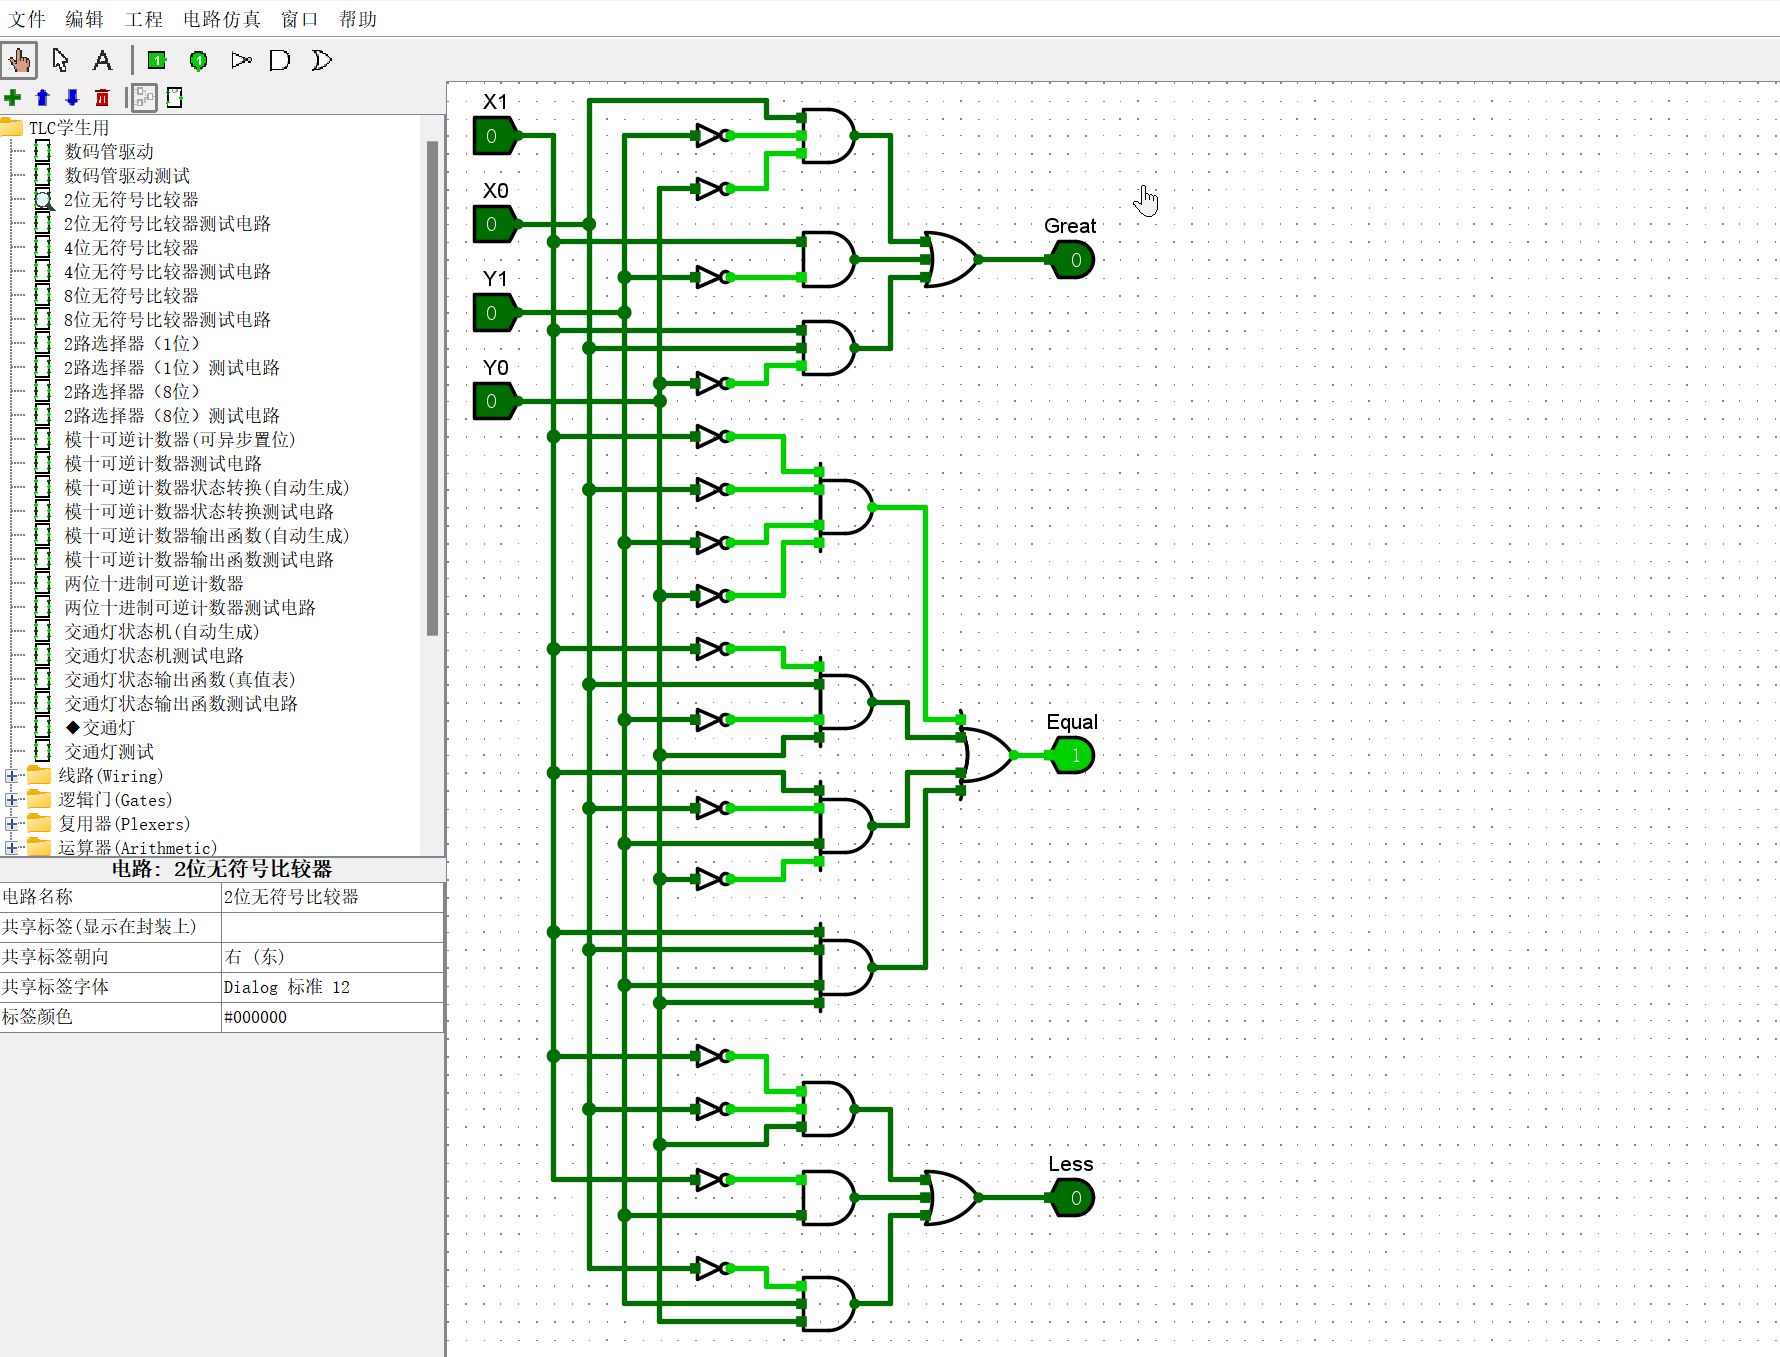 文件 编辑 工程 电路仿真 窗口 帮助
A 1 1
TLC学生用
数码管驱动
数码管驱动测试
2位无符号比较器
2位无符号比较器测试电路
4位无符号比较器
4位无符号比较器测试电路
8位无符号比较器
8位无符号比较器测试电路
2路选择器（1位）
2路选择器（1位）测试电路
2路选择器（8位）
2路选择器（8位）测试电路
模十可逆计数器(可异步置位)
模十可逆计数器测试电路
模十可逆计数器状态转换(自动生成)
模十可逆计数器状态转换测试电路
模十可逆计数器输出函数(自动生成)
模十可逆计数器输出函数测试电路
两位十进制可逆计数器
两位十进制可逆计数器测试电路
交通灯状态机(自动生成)
交通灯状态机测试电路
交通灯状态输出函数(真值表)
交通灯状态输出函数测试电路
◆交通灯
交通灯测试
线路(Wiring)
逻辑门(Gates)
复用器(Plexers)
运算器(Arithmetic)
电路: 2位无符号比较器
电路名称 2位无符号比较器
共享标签(显示在封装上)
共享标签朝向 右 (东)
共享标签字体 Dialog 标准 12
标签颜色 #000000
X1
0
X0
0
Y1
0
Y0
0
Great
0
Equal
1
Less
0